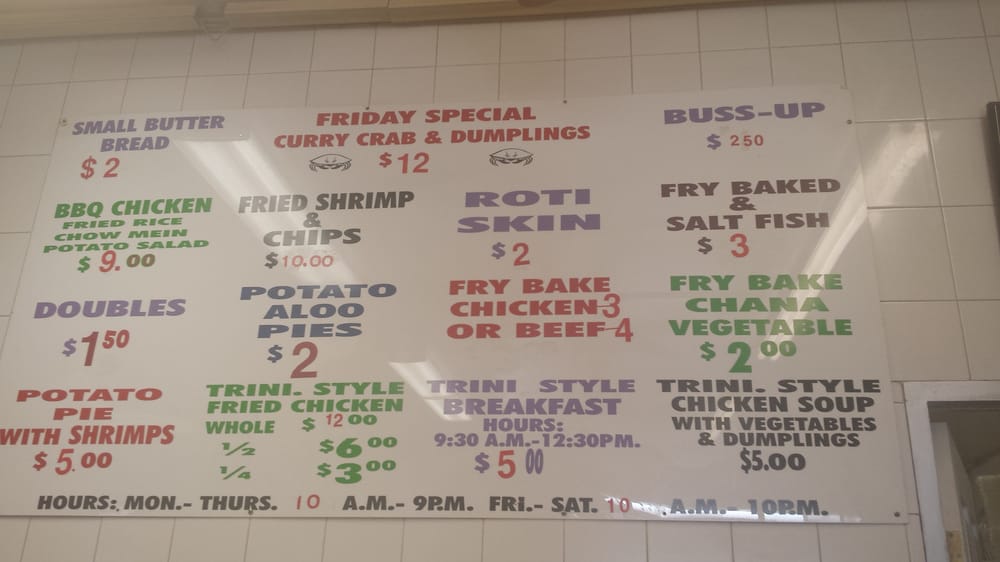 SMALL BUTTER
BREAD
$2
FRIDAY SPECIAL
CURRY CRAB & DUMPLINGS
$12
BUSS-UP
$ 250
BBQ CHICKEN
FRIED RICE
CHOW MEIN
POTATO SALAD
$9.00
FRIED SHRIMP
&
CHIPS
$10.00
ROTI
SKIN
$2
FRY BAKED
&
SALT FISH
$ 3
DOUBLES
$1 50
POTATO
ALOO
PIES
$2
FRY BAKE
CHICKEN-3
OR BEEF-4
FRY BAKE
CHANA
VEGETABLE
$ 2 00
POTATO
PIE
WITH SHRIMPS
$5.00
TRINI. STYLE
FRIED CHICKEN
WHOLE $ 12 00
1/2 $6 00
1/4 $3 00
TRINI STYLE
BREAKFAST
HOURS:
9:30 A.M.-12:30PM.
$5 00
TRINI. STYLE
CHICKEN SOUP
WITH VEGETABLES
& DUMPLINGS
$5.00
HOURS: MON.- THURS. 10 A.M.- 9P.M. FRI.- SAT. 10 A.M.- 10P.M.